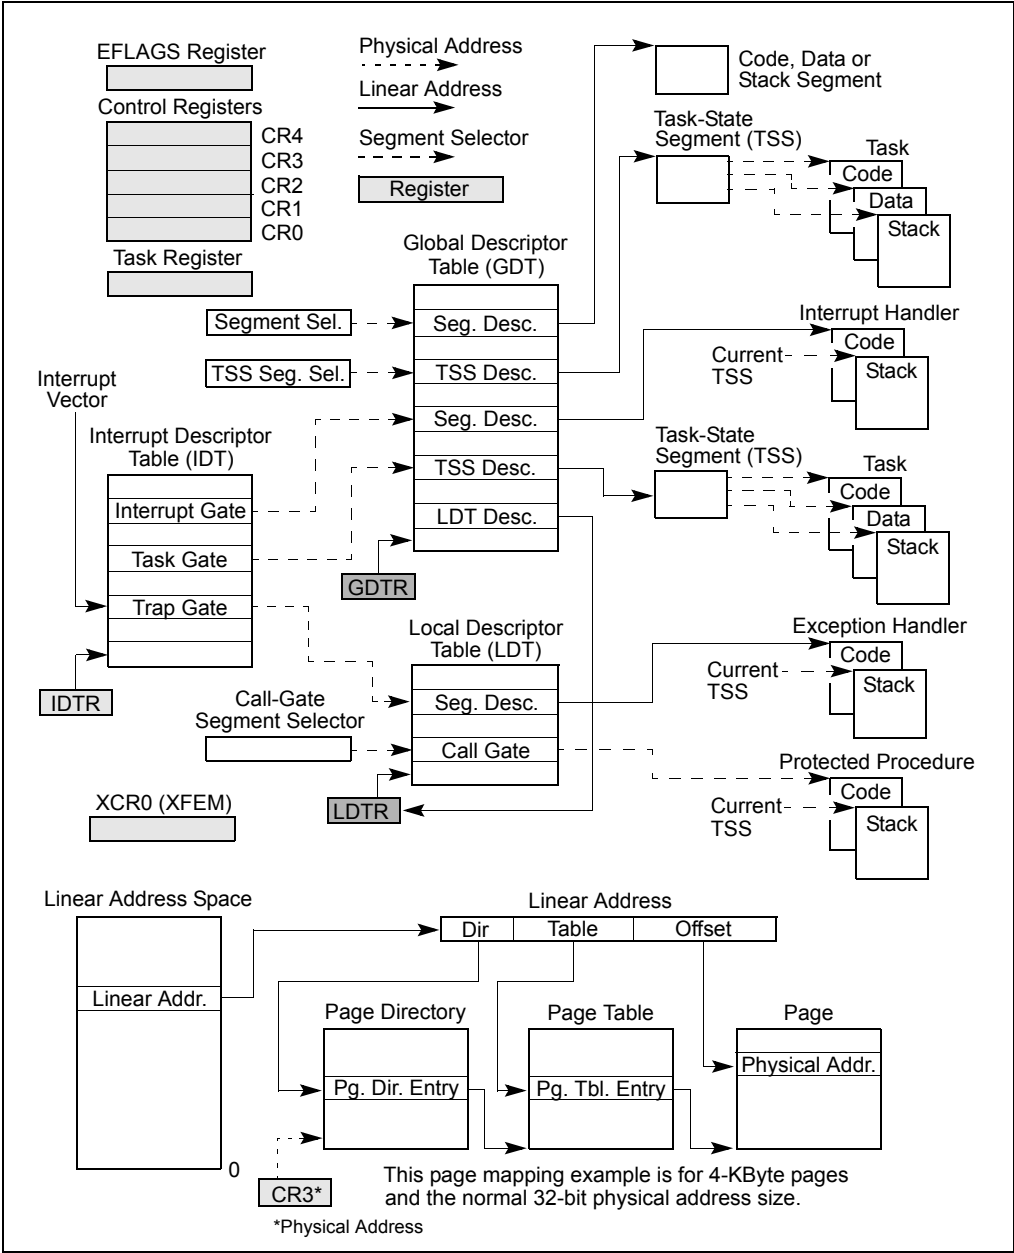 EFLAGS Register
Control Registers
CR4
CR3
CR2
CR1
CR0
Task Register
Physical Address
Linear Address
Segment Selector
Register
Global Descriptor
Table (GDT)
Segment Sel.
Seg. Desc.
TSS Seg. Sel.
TSS Desc.
Seg. Desc.
TSS Desc.
LDT Desc.
GDTR
Code, Data or
Stack Segment
Task-State
Segment (TSS)
Task
Code
Data
Stack
Interrupt Handler
Code
Current
TSS
Stack
Task-State
Segment (TSS)
Task
Code
Data
Stack
Interrupt
Vector
Interrupt Descriptor
Table (IDT)
Interrupt Gate
Task Gate
Trap Gate
IDTR
Local Descriptor
Table (LDT)
Seg. Desc.
Call Gate
Call-Gate
Segment Selector
LDTR
XCR0 (XFEM)
Exception Handler
Code
Current
TSS
Stack
Protected Procedure
Code
Current
TSS
Stack
Linear Address Space
Linear Addr.
0
Linear Address
Dir
Table
Offset
Page Directory
Pg. Dir. Entry
Page Table
Pg. Tbl. Entry
Page
Physical Addr.
CR3*
*Physical Address
This page mapping example is for 4-KByte pages
and the normal 32-bit physical address size.